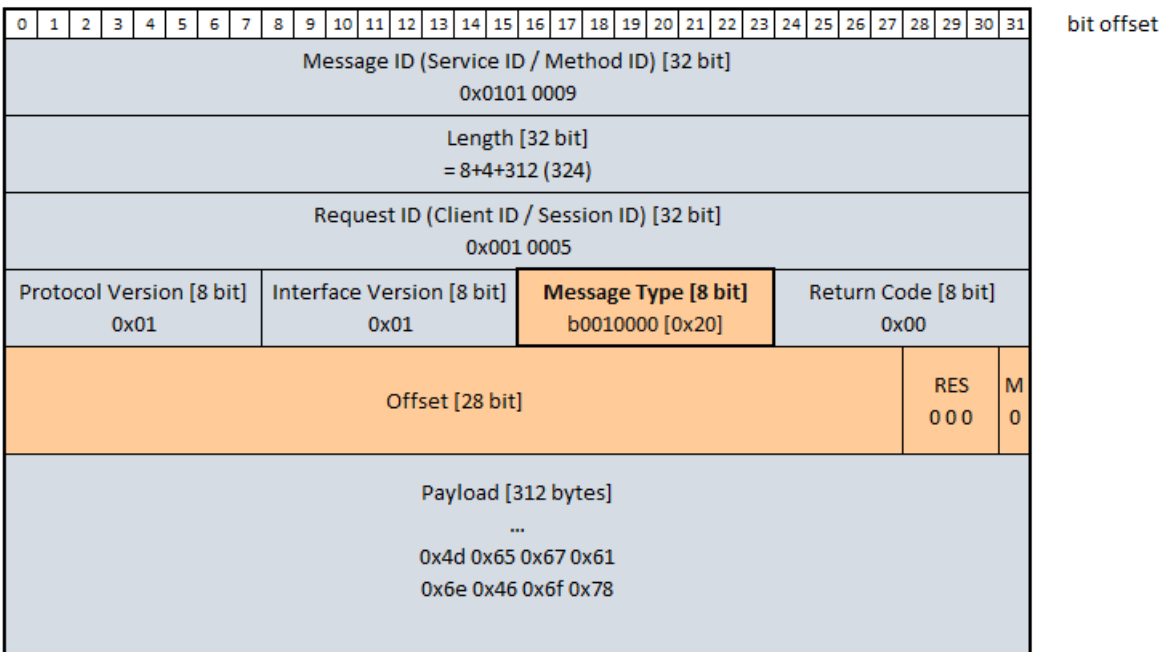 0 1 2 3 4 5 6 7 8 9 10 11 12 13 14 15 16 17 18 19 20 21 22 23 24 25 26 27 28 29 30 31 bit offset
Message ID (Service ID / Method ID) [32 bit]
0x0101 0009
Length [32 bit]
= 8+4+312 (324)
Request ID (Client ID / Session ID) [32 bit]
0x001 0005
Protocol Version [8 bit] Interface Version [8 bit] Message Type [8 bit] Return Code [8 bit]
0x01 0x01 b0010000 [0x20] 0x00
Offset [28 bit]
RES M
0 0 0 0
Payload [312 bytes]
...
0x4d 0x65 0x67 0x61
0x6e 0x46 0x6f 0x78